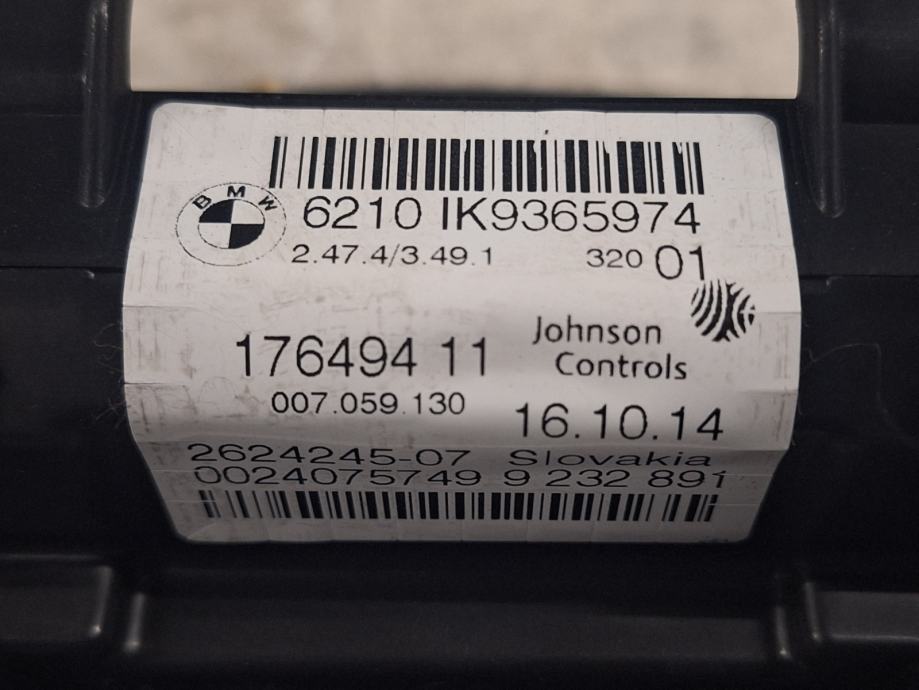 BMW
6210 IK9365974
2.47.4/3.49.1 320 01
Johnson
Controls
176494 11
007.059.130 16.10.14
2624245-07 Slovakia
0024075749 9 232 891